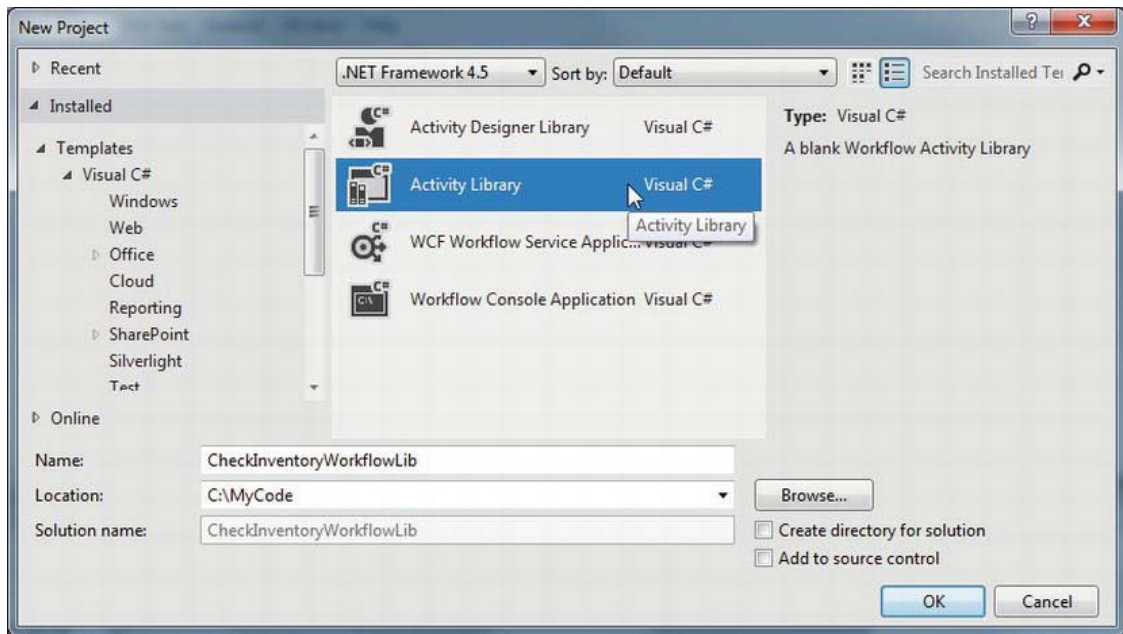 New Project
Recent
.NET Framework 4.5 Sort by: Default Search Installed Te
Installed
Templates
Visual C#
Windows
Web
Office
Cloud
Reporting
SharePoint
Silverlight
Test
Online
Activity Designer Library Visual C#
Activity Library Visual C#
Activity Library
WCF Workflow Service Applic... Visual C#
Workflow Console Application Visual C#
Type: Visual C#
A blank Workflow Activity Library
Name: CheckInventoryWorkflowLib
Location: C:\MyCode Browse...
Solution name: CheckInventoryWorkflowLib Create directory for solution
Add to source control
OK Cancel